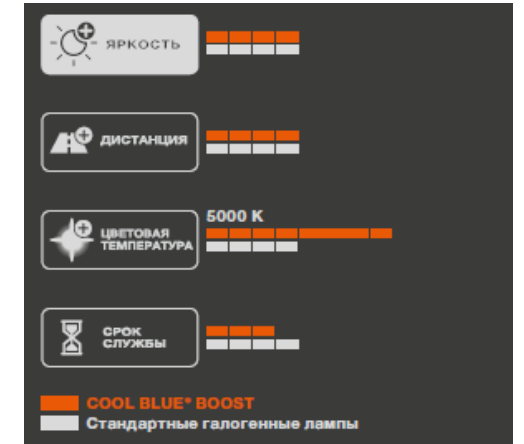 ЯРКОСТЬ
ДИСТАНЦИЯ
5000 K
ЦВЕТОВАЯ
ТЕМПЕРАТУРА
СРОК
СЛУЖБЫ
COOL BLUE® BOOST
Стандартные галогенные лампы